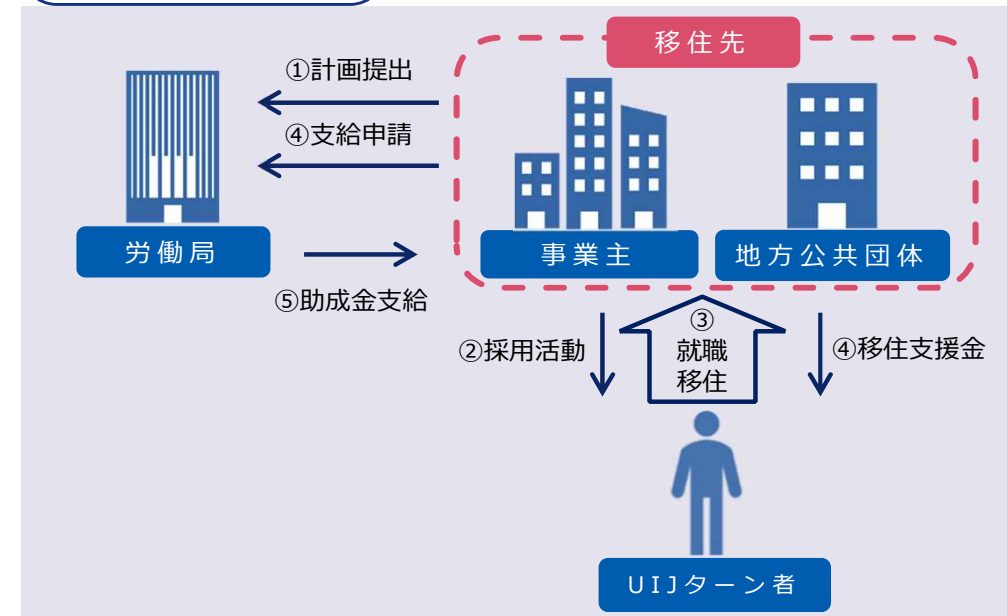 移住先
①計画提出
④支給申請
労働局
事業主
地方公共団体
⑤助成金支給
②採用活動
③
就職
移住
④移住支援金
UIJターン者